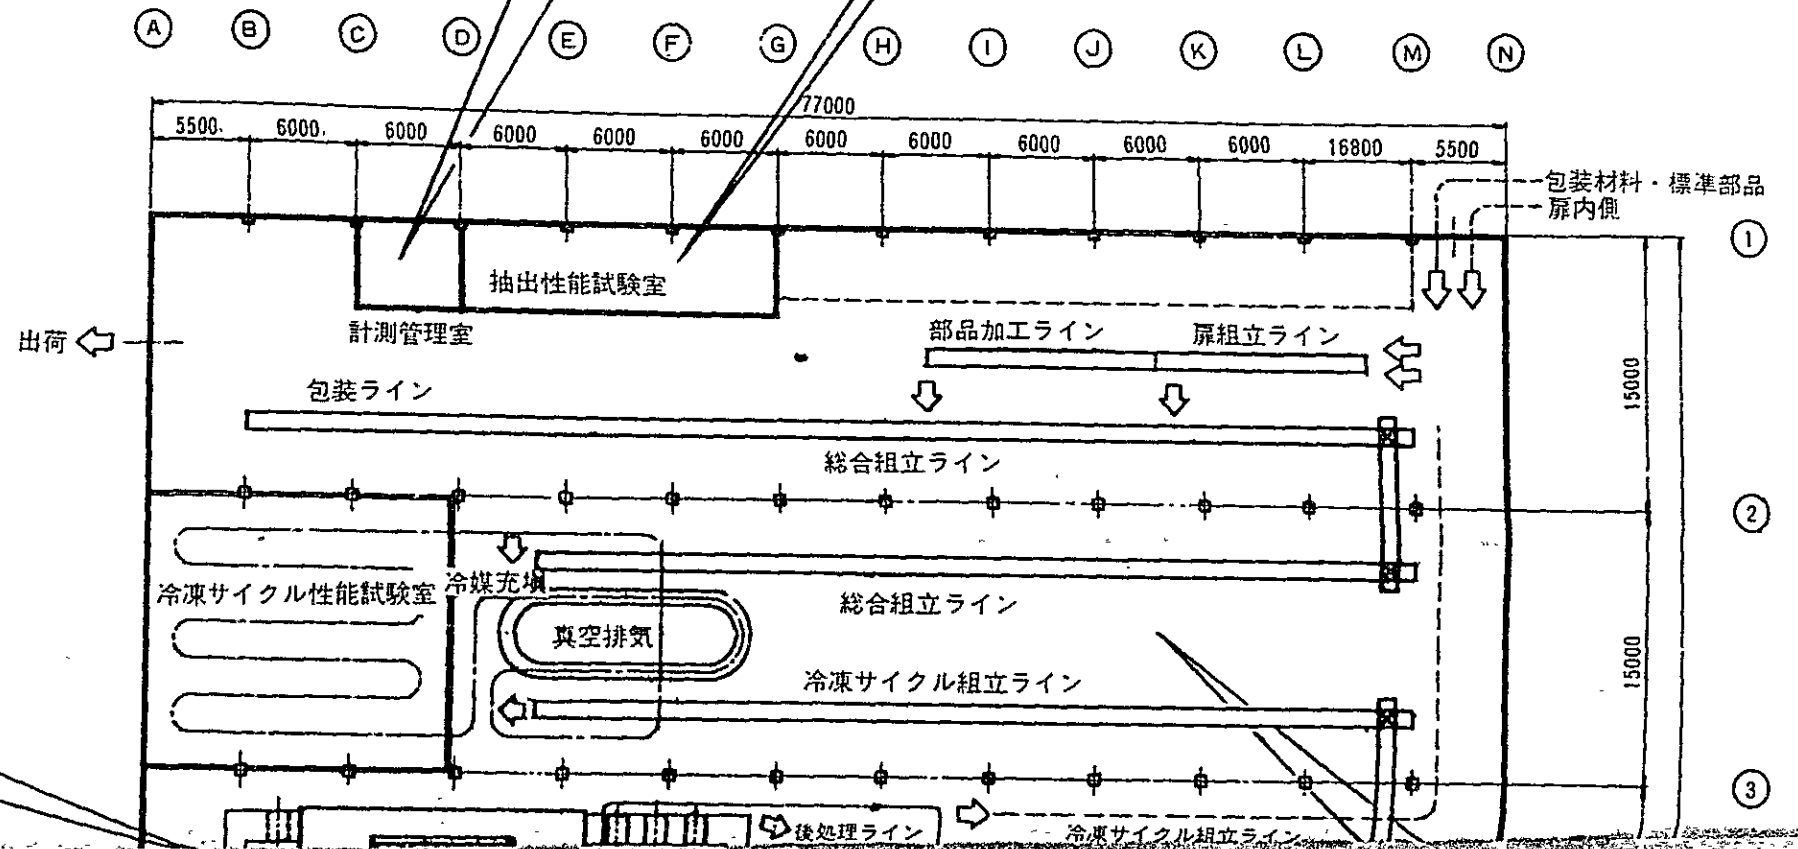 A B C D E F G H I J K L M N
77000
5500 6000 6000 6000 6000 6000 6000 6000 6000 6000 6000 16800 5500
包装材料・標準部品
扉内側
1
抽出性能試験室
計測管理室
出荷
部品加工ライン 扉組立ライン
15000
包装ライン
総合組立ライン
2
冷凍サイクル性能試験室 冷媒充填
総合組立ライン
真空排気
15000
冷凍サイクル組立ライン
3
後処理ライン
冷凍サイクル組立ライン